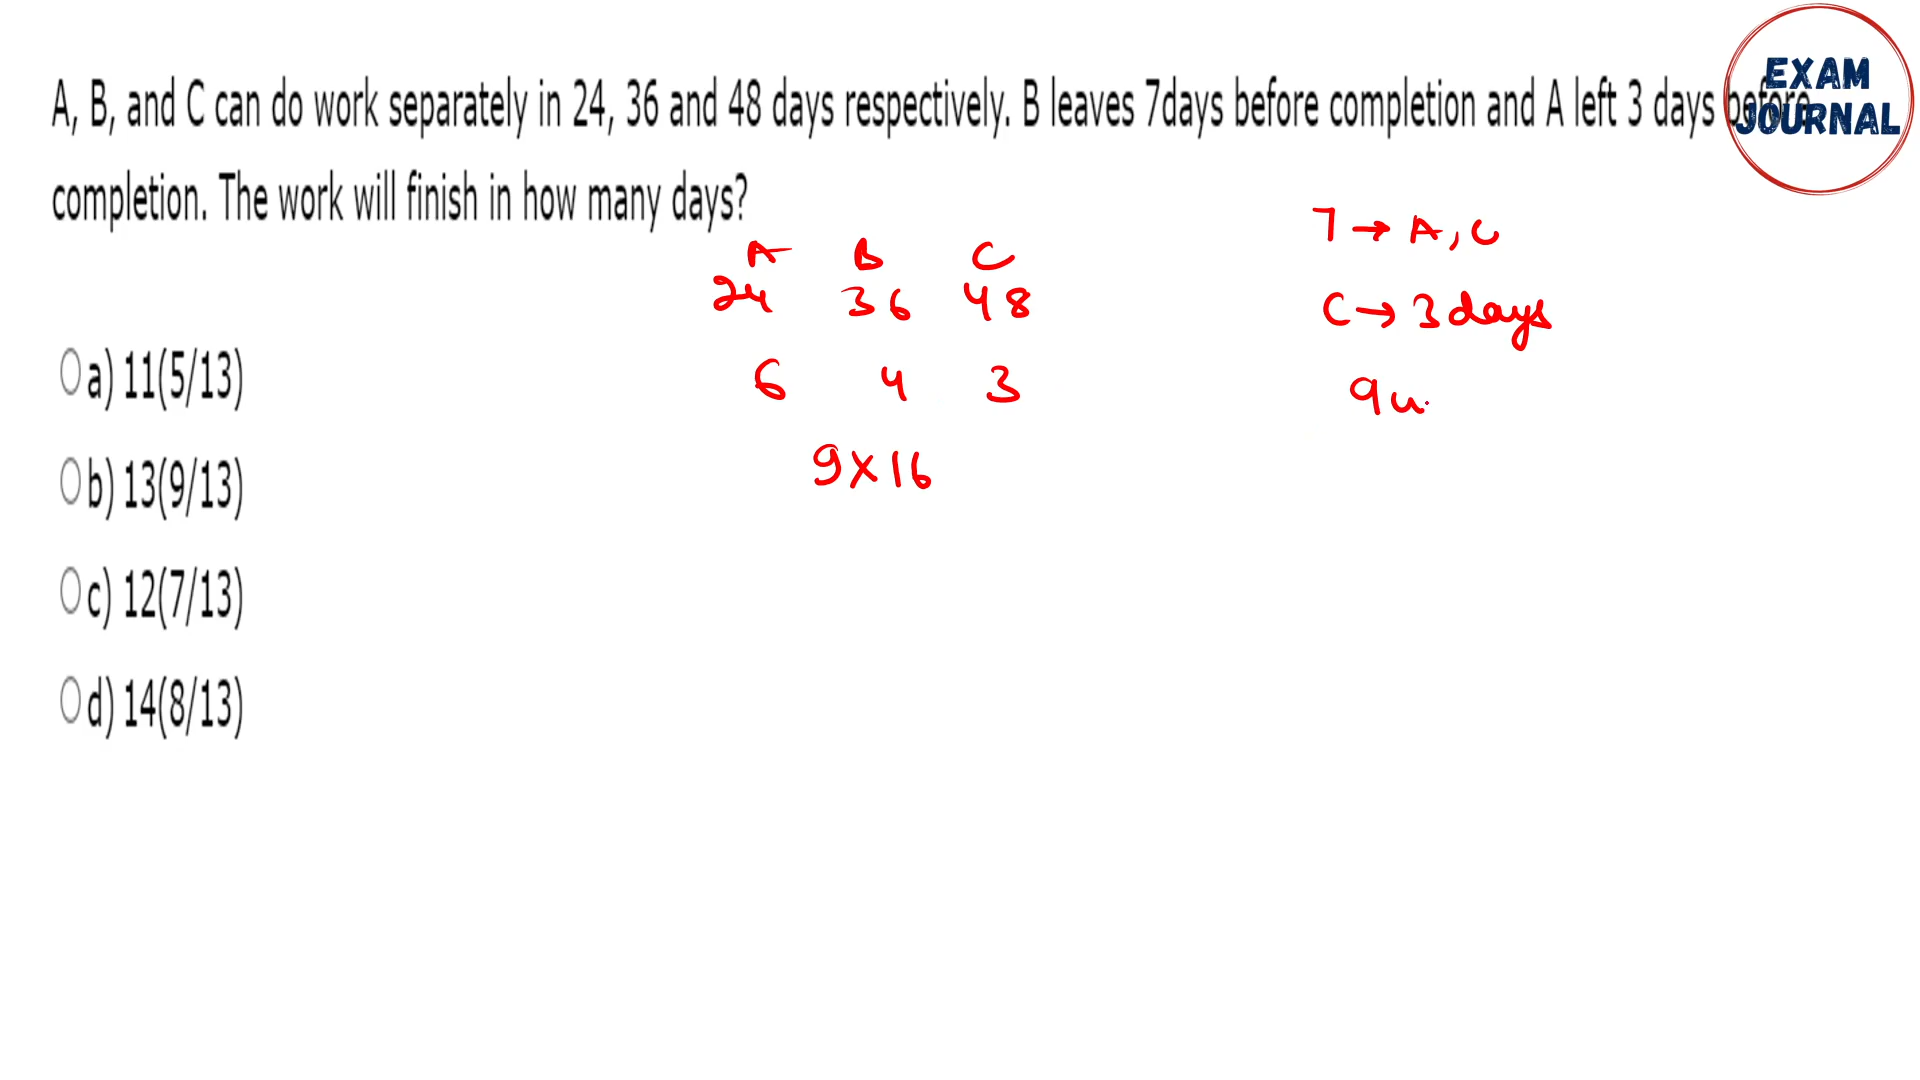 EXAM
JOURNAL
A, B, and C can do work separately in 24, 36 and 48 days respectively. B leaves 7days before completion and A left 3 days before
completion. The work will finish in how many days?
7 → A, C
A B C
24 36 48
C → 3 days
a) 11(5/13)
6 4 3
9u
9×16
b) 13(9/13)
c) 12(7/13)
d) 14(8/13)